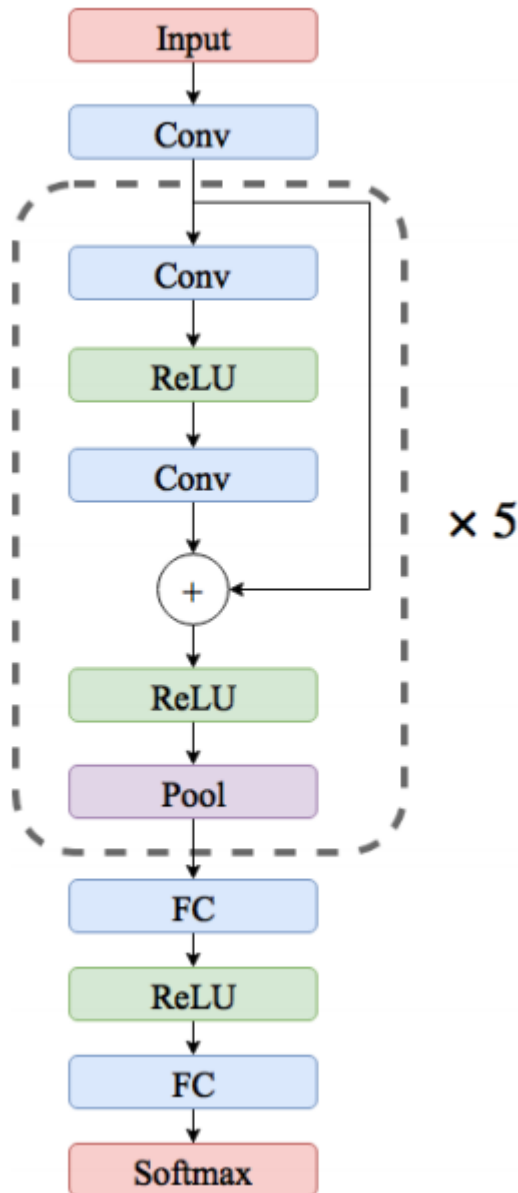 Input
Conv
Conv
ReLU
Conv
+
× 5
ReLU
Pool
FC
ReLU
FC
Softmax